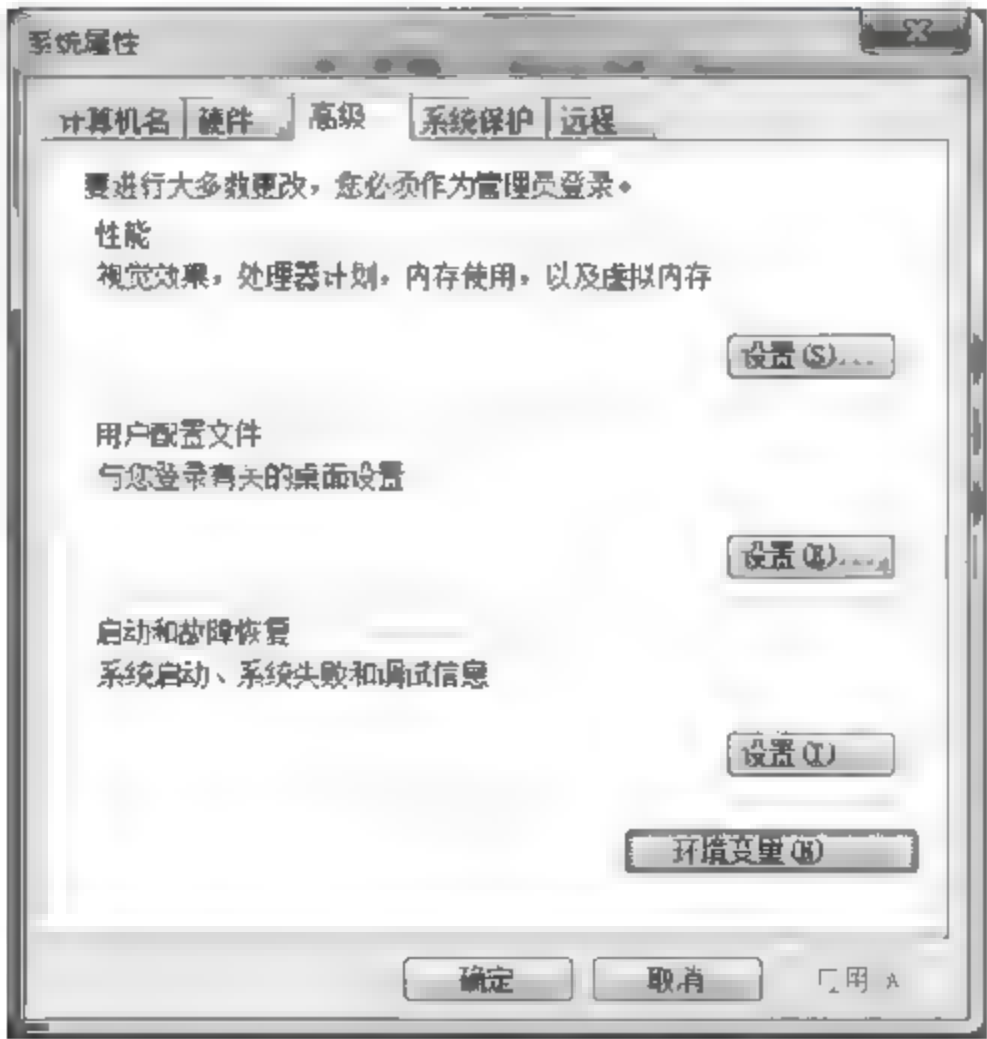 系统属性
计算机名 硬件 高级 系统保护 远程
要进行大多数更改，您必须作为管理员登录。
性能
视觉效果，处理器计划，内存使用，以及虚拟内存
设置(S)...
用户配置文件
与您登录有关的桌面设置
设置(E)...
启动和故障恢复
系统启动、系统失败和调试信息
设置(T)
环境变量(N)
确定 取消 应用 A